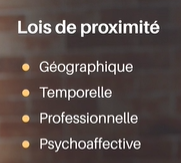 Lois de proximité
Géographique
Temporelle
Professionnelle
Psychoaffective